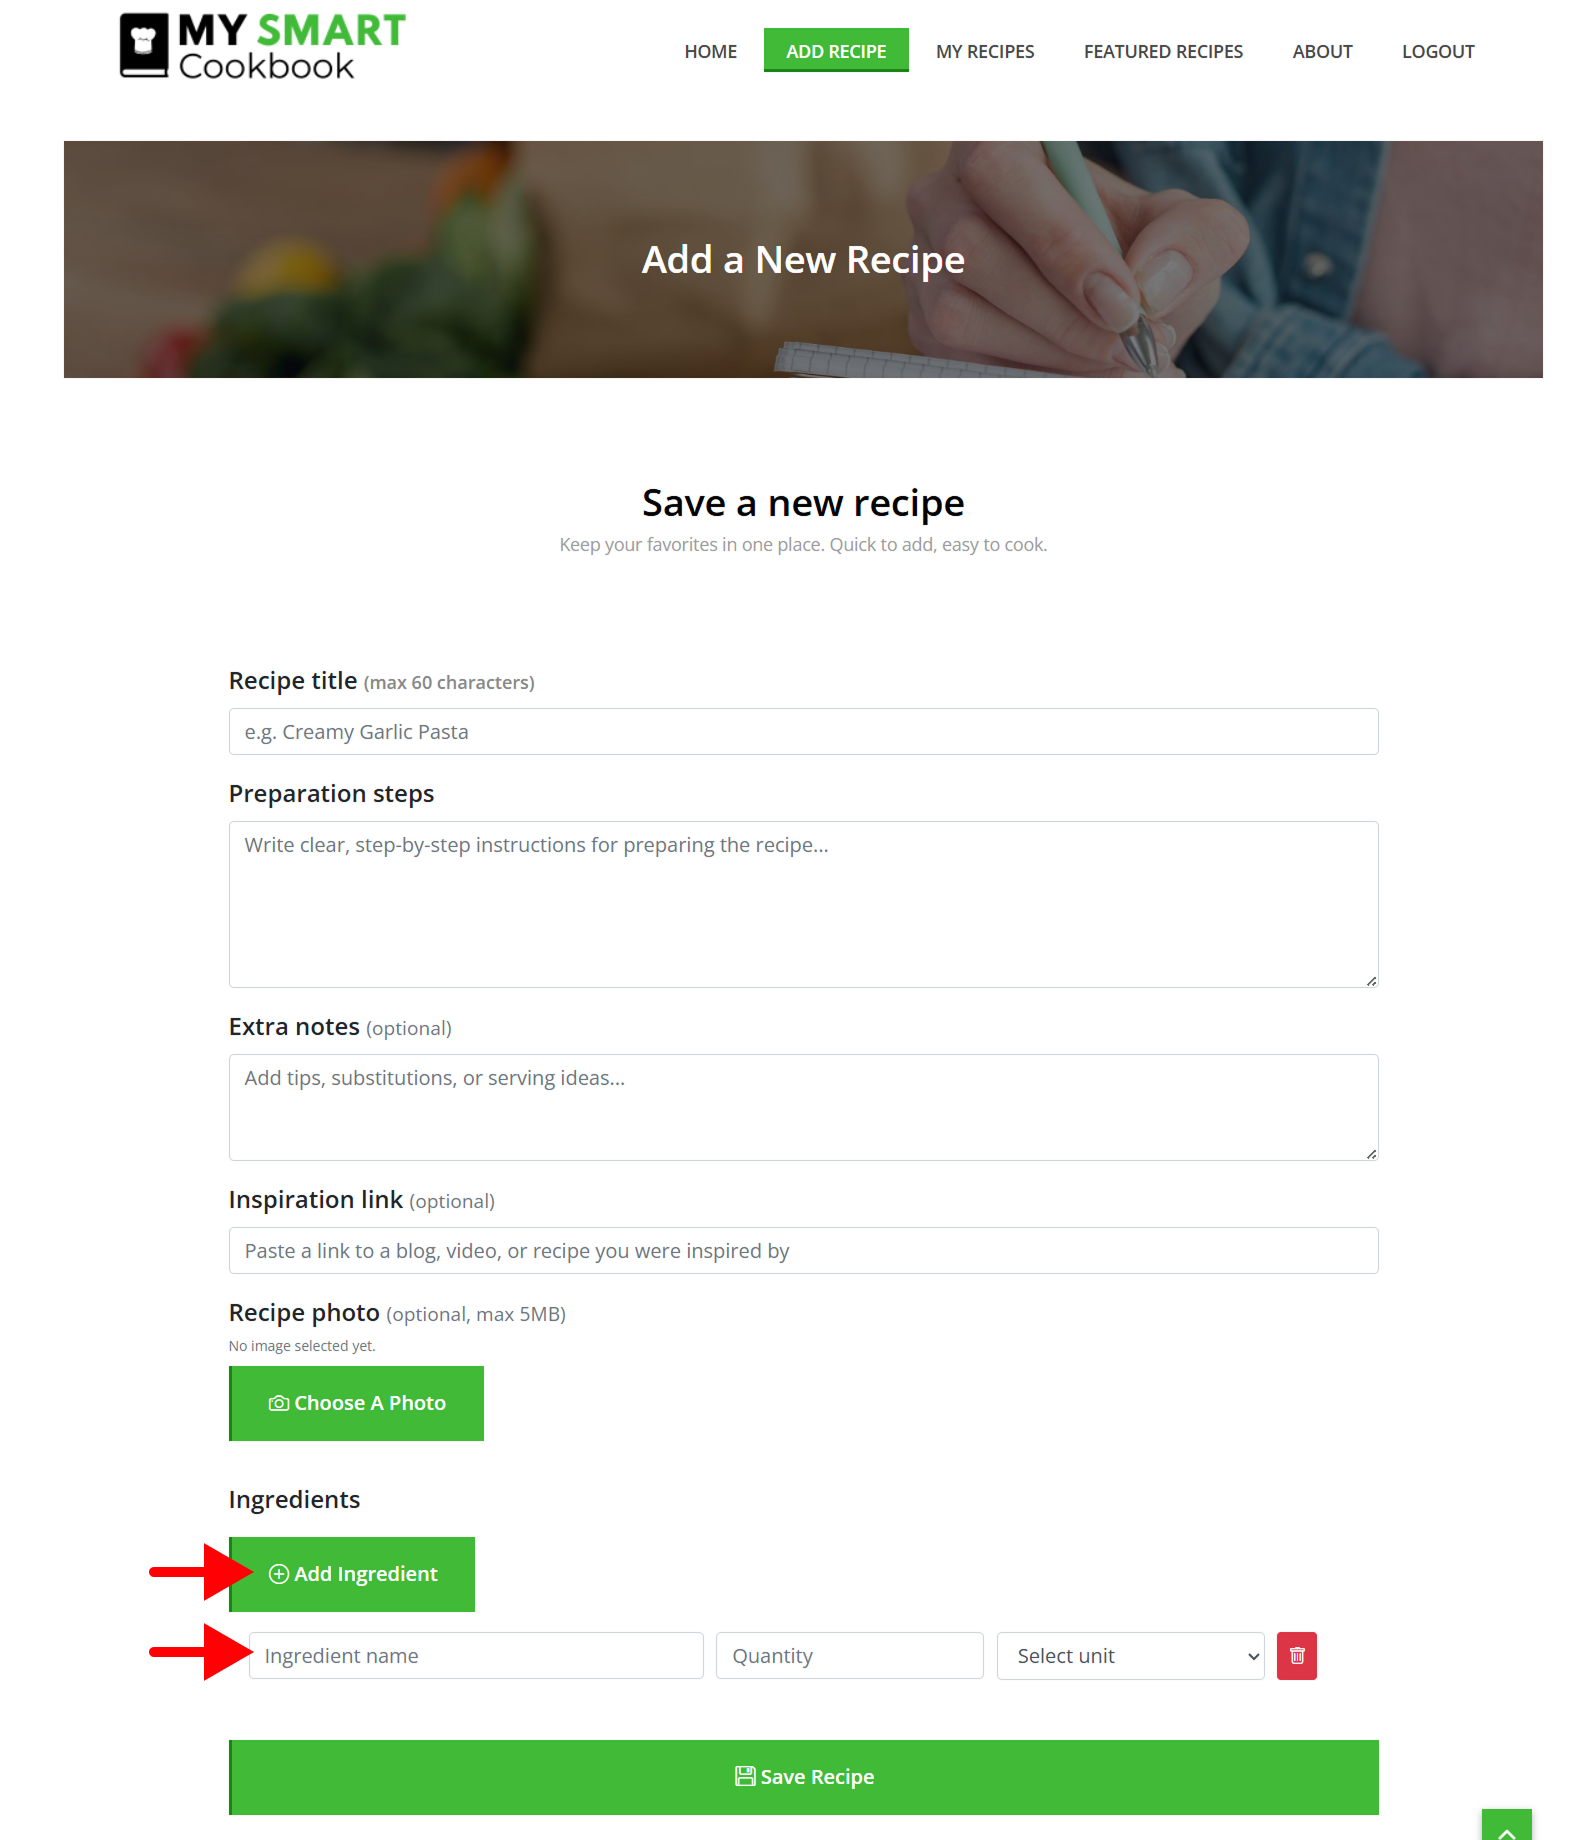 MY SMART
Cookbook
HOME
ADD RECIPE
MY RECIPES
FEATURED RECIPES
ABOUT
LOGOUT
Add a New Recipe
Save a new recipe
Keep your favorites in one place. Quick to add, easy to cook.
Recipe title (max 60 characters)
e.g. Creamy Garlic Pasta
Preparation steps
Write clear, step-by-step instructions for preparing the recipe...
Extra notes (optional)
Add tips, substitutions, or serving ideas...
Inspiration link (optional)
Paste a link to a blog, video, or recipe you were inspired by
Recipe photo (optional, max 5MB)
No image selected yet.
Choose A Photo
Ingredients
Add Ingredient
Ingredient name
Quantity
Select unit
Save Recipe